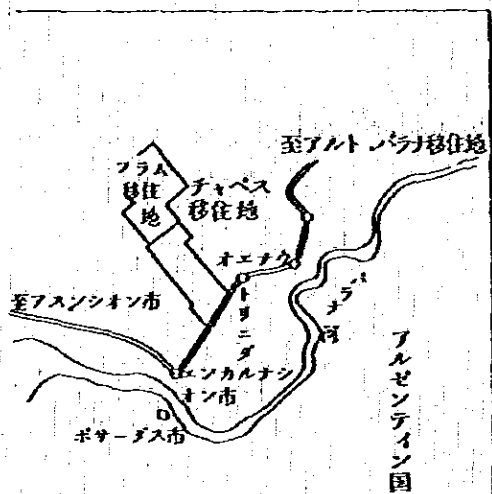 至アルト パラナ移住地
フラム
移住
地
チャベス
移住地
オエナウ
トリニダ
パラナ河
至アスンシオン市
エンカルナシ
オン市
ポサーダス市
アルゼンティン国